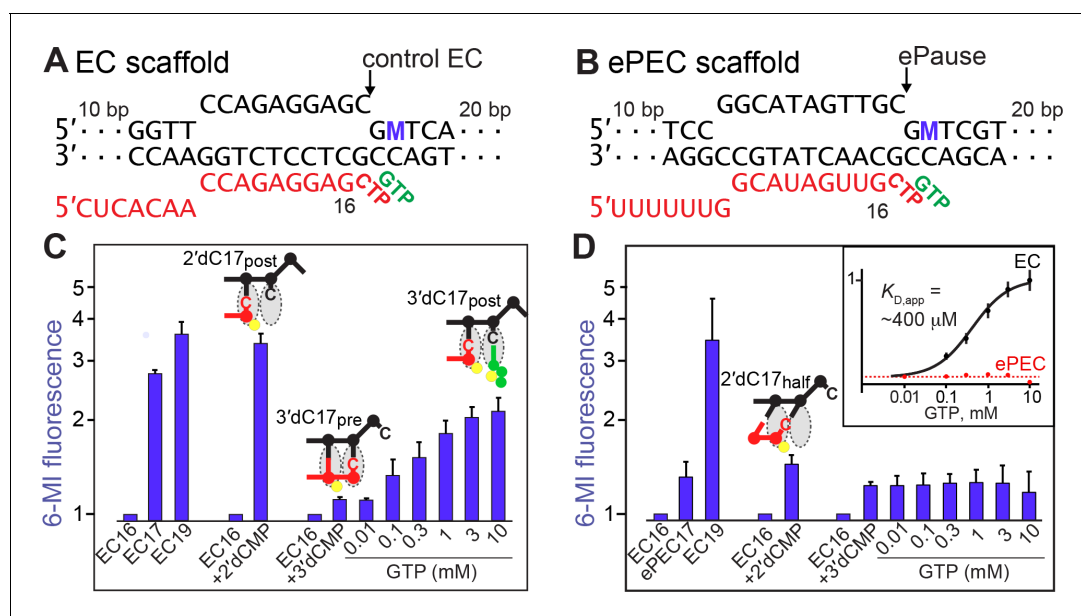 A EC scaffold
control EC
10 bp
CCAGAGGAGC
20 bp
5′··· GGTT GMTCA ···
3′··· CCAAGGTCTCCTCGCCAGT ···
CCAGAGGAGCTP GTP
5′CUCACAA
16
B ePEC scaffold
ePause
10 bp
GGCATAGTTGC
20 bp
5′··· TCC GMTCGT ···
3′··· AGGCCGTATCAACGCCAGCA ···
GCAUAGUUGCTP GTP
5′UUUUUUG
16
C
6-MI fluorescence
5
4
3
2
1
2′dC17post
C
C
3′dC17pre
C
C
3′dC17post
C
C
EC16
EC17
EC19
EC16
+2′dCMP
EC16
+3′dCMP
0.01
0.1
0.3
1
3
10
GTP (mM)
D
6-MI fluorescence
5
4
3
2
1
2′dC17half
C
C
1
KD,app =
~400 μM
EC
ePEC
0.01
0.1
1
10
GTP, mM
EC16
ePEC17
EC19
EC16
+2′dCMP
EC16
+3′dCMP
0.01
0.1
0.3
1
3
10
GTP (mM)